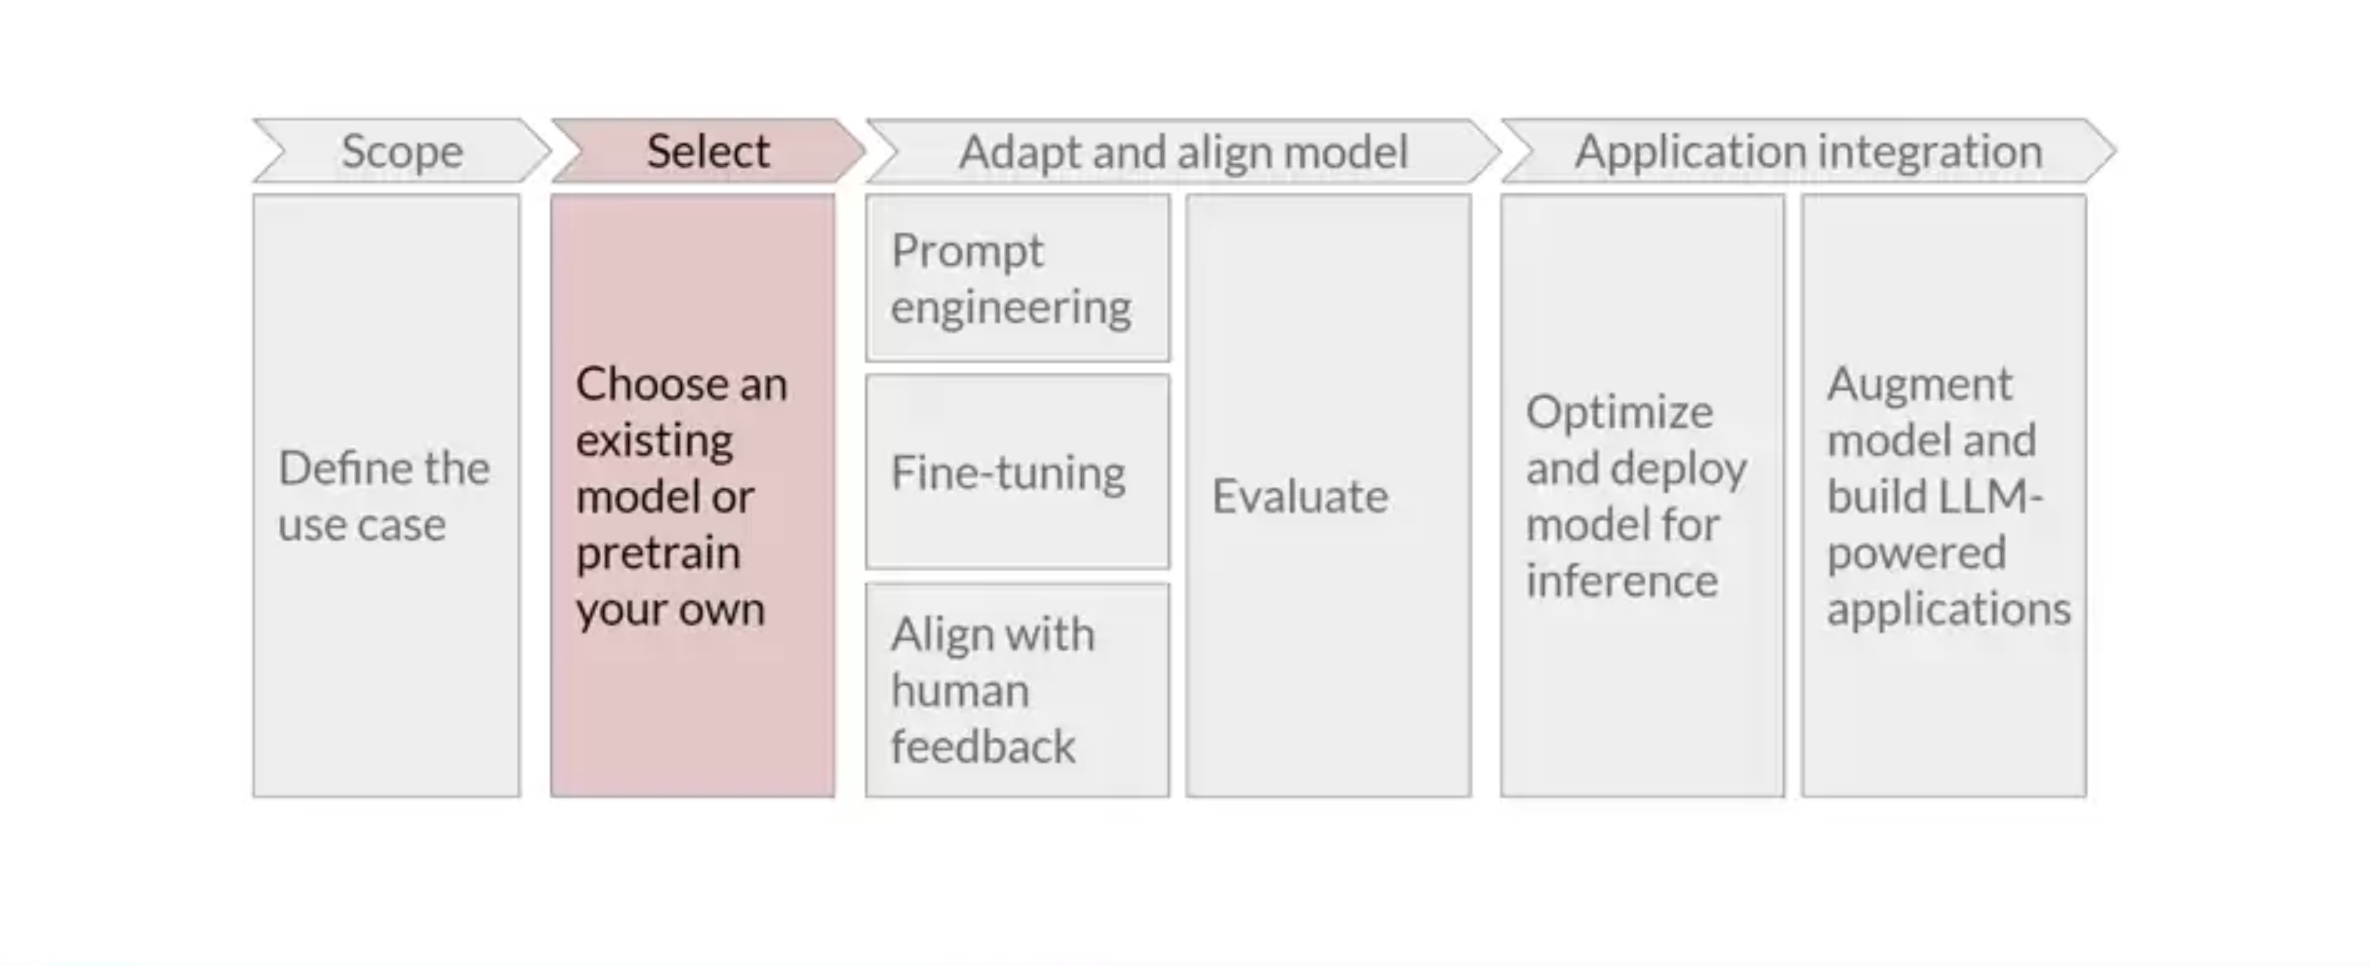 Scope
Select
Adapt and align model
Application integration
Define the
use case
Choose an
existing
model or
pretrain
your own
Prompt
engineering
Fine-tuning
Align with
human
feedback
Evaluate
Optimize
and deploy
model for
inference
Augment
model and
build LLM-
powered
applications